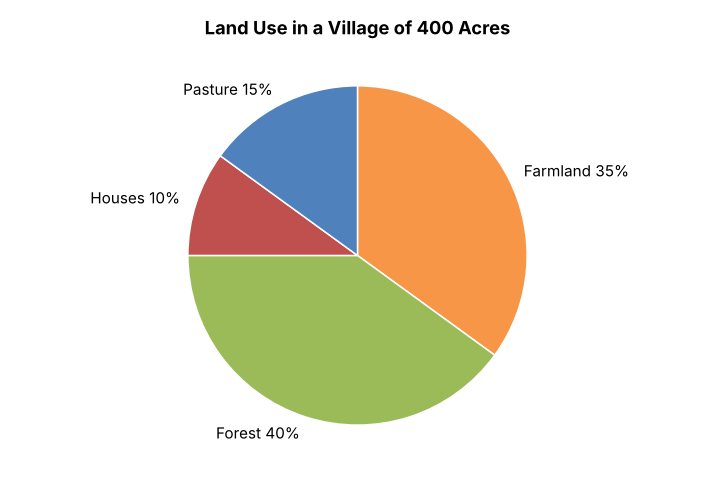 Land Use in a Village of 400 Acres
Pasture 15%
Farmland 35%
Houses 10%
Forest 40%